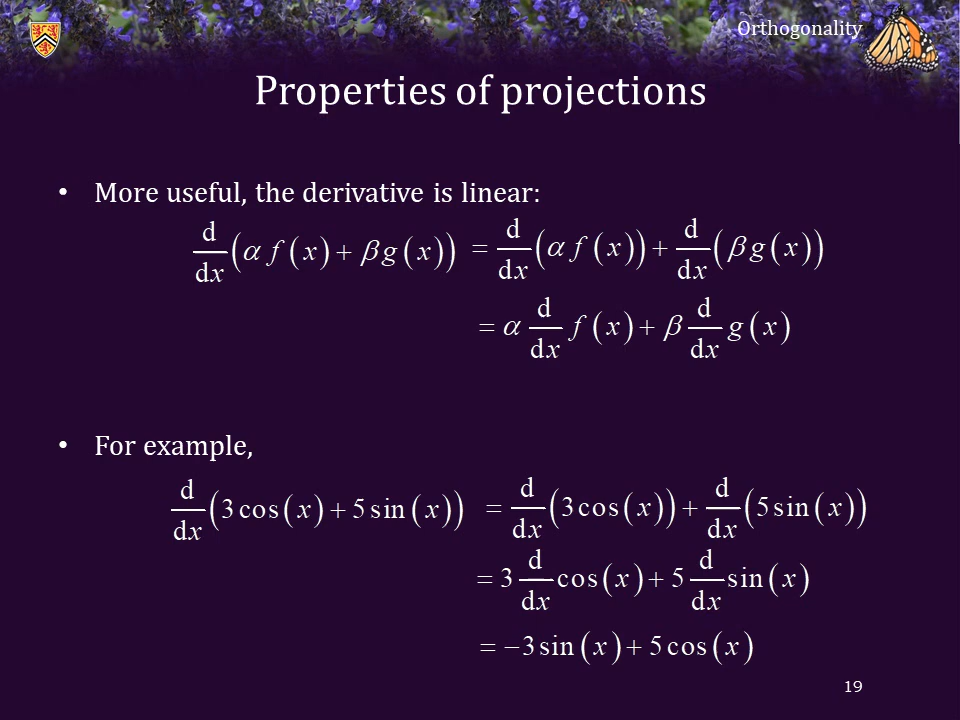 Orthogonality
Properties of projections
• More useful, the derivative is linear:
d/dx (α f (x) + β g (x)) = d/dx (α f (x)) + d/dx (β g (x))
= α d/dx f (x) + β d/dx g (x)
• For example,
d/dx (3 cos (x) + 5 sin (x)) = d/dx (3 cos (x)) + d/dx (5 sin (x))
= 3 d/dx cos (x) + 5 d/dx sin (x)
= −3 sin (x) + 5 cos (x)
19